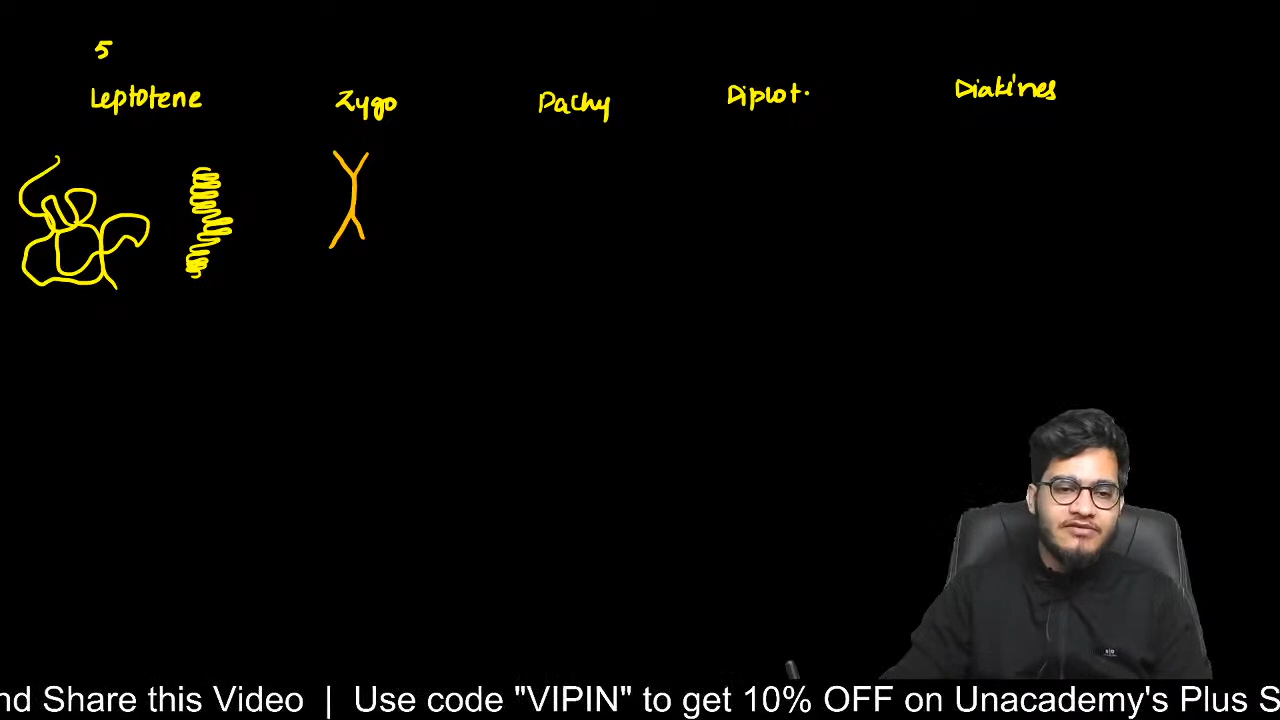 5
Leptotene
Zygo
Pachy
Diplot.
Diakines
nd Share this Video | Use code "VIPIN" to get 10% OFF on Unacademy's Plus S